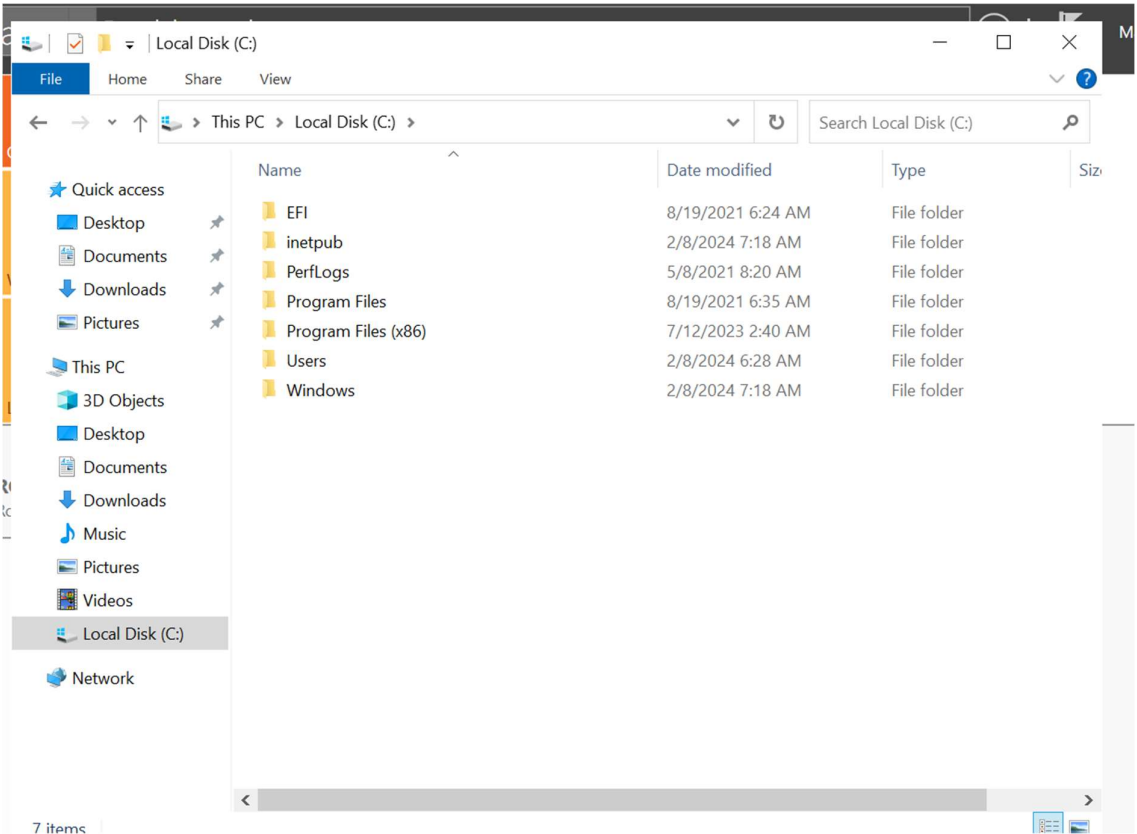 Local Disk (C:)
M
File Home Share View
This PC > Local Disk (C:) >
Search Local Disk (C:)
Name Date modified Type
Quick access
Desktop
Documents
Downloads
Pictures
This PC
3D Objects
Desktop
Documents
Downloads
Music
Pictures
Videos
Local Disk (C:)
Network
EFI 8/19/2021 6:24 AM File folder
inetpub 2/8/2024 7:18 AM File folder
PerfLogs 5/8/2021 8:20 AM File folder
Program Files 8/19/2021 6:35 AM File folder
Program Files (x86) 7/12/2023 2:40 AM File folder
Users 2/8/2024 6:28 AM File folder
Windows 2/8/2024 7:18 AM File folder
7 items